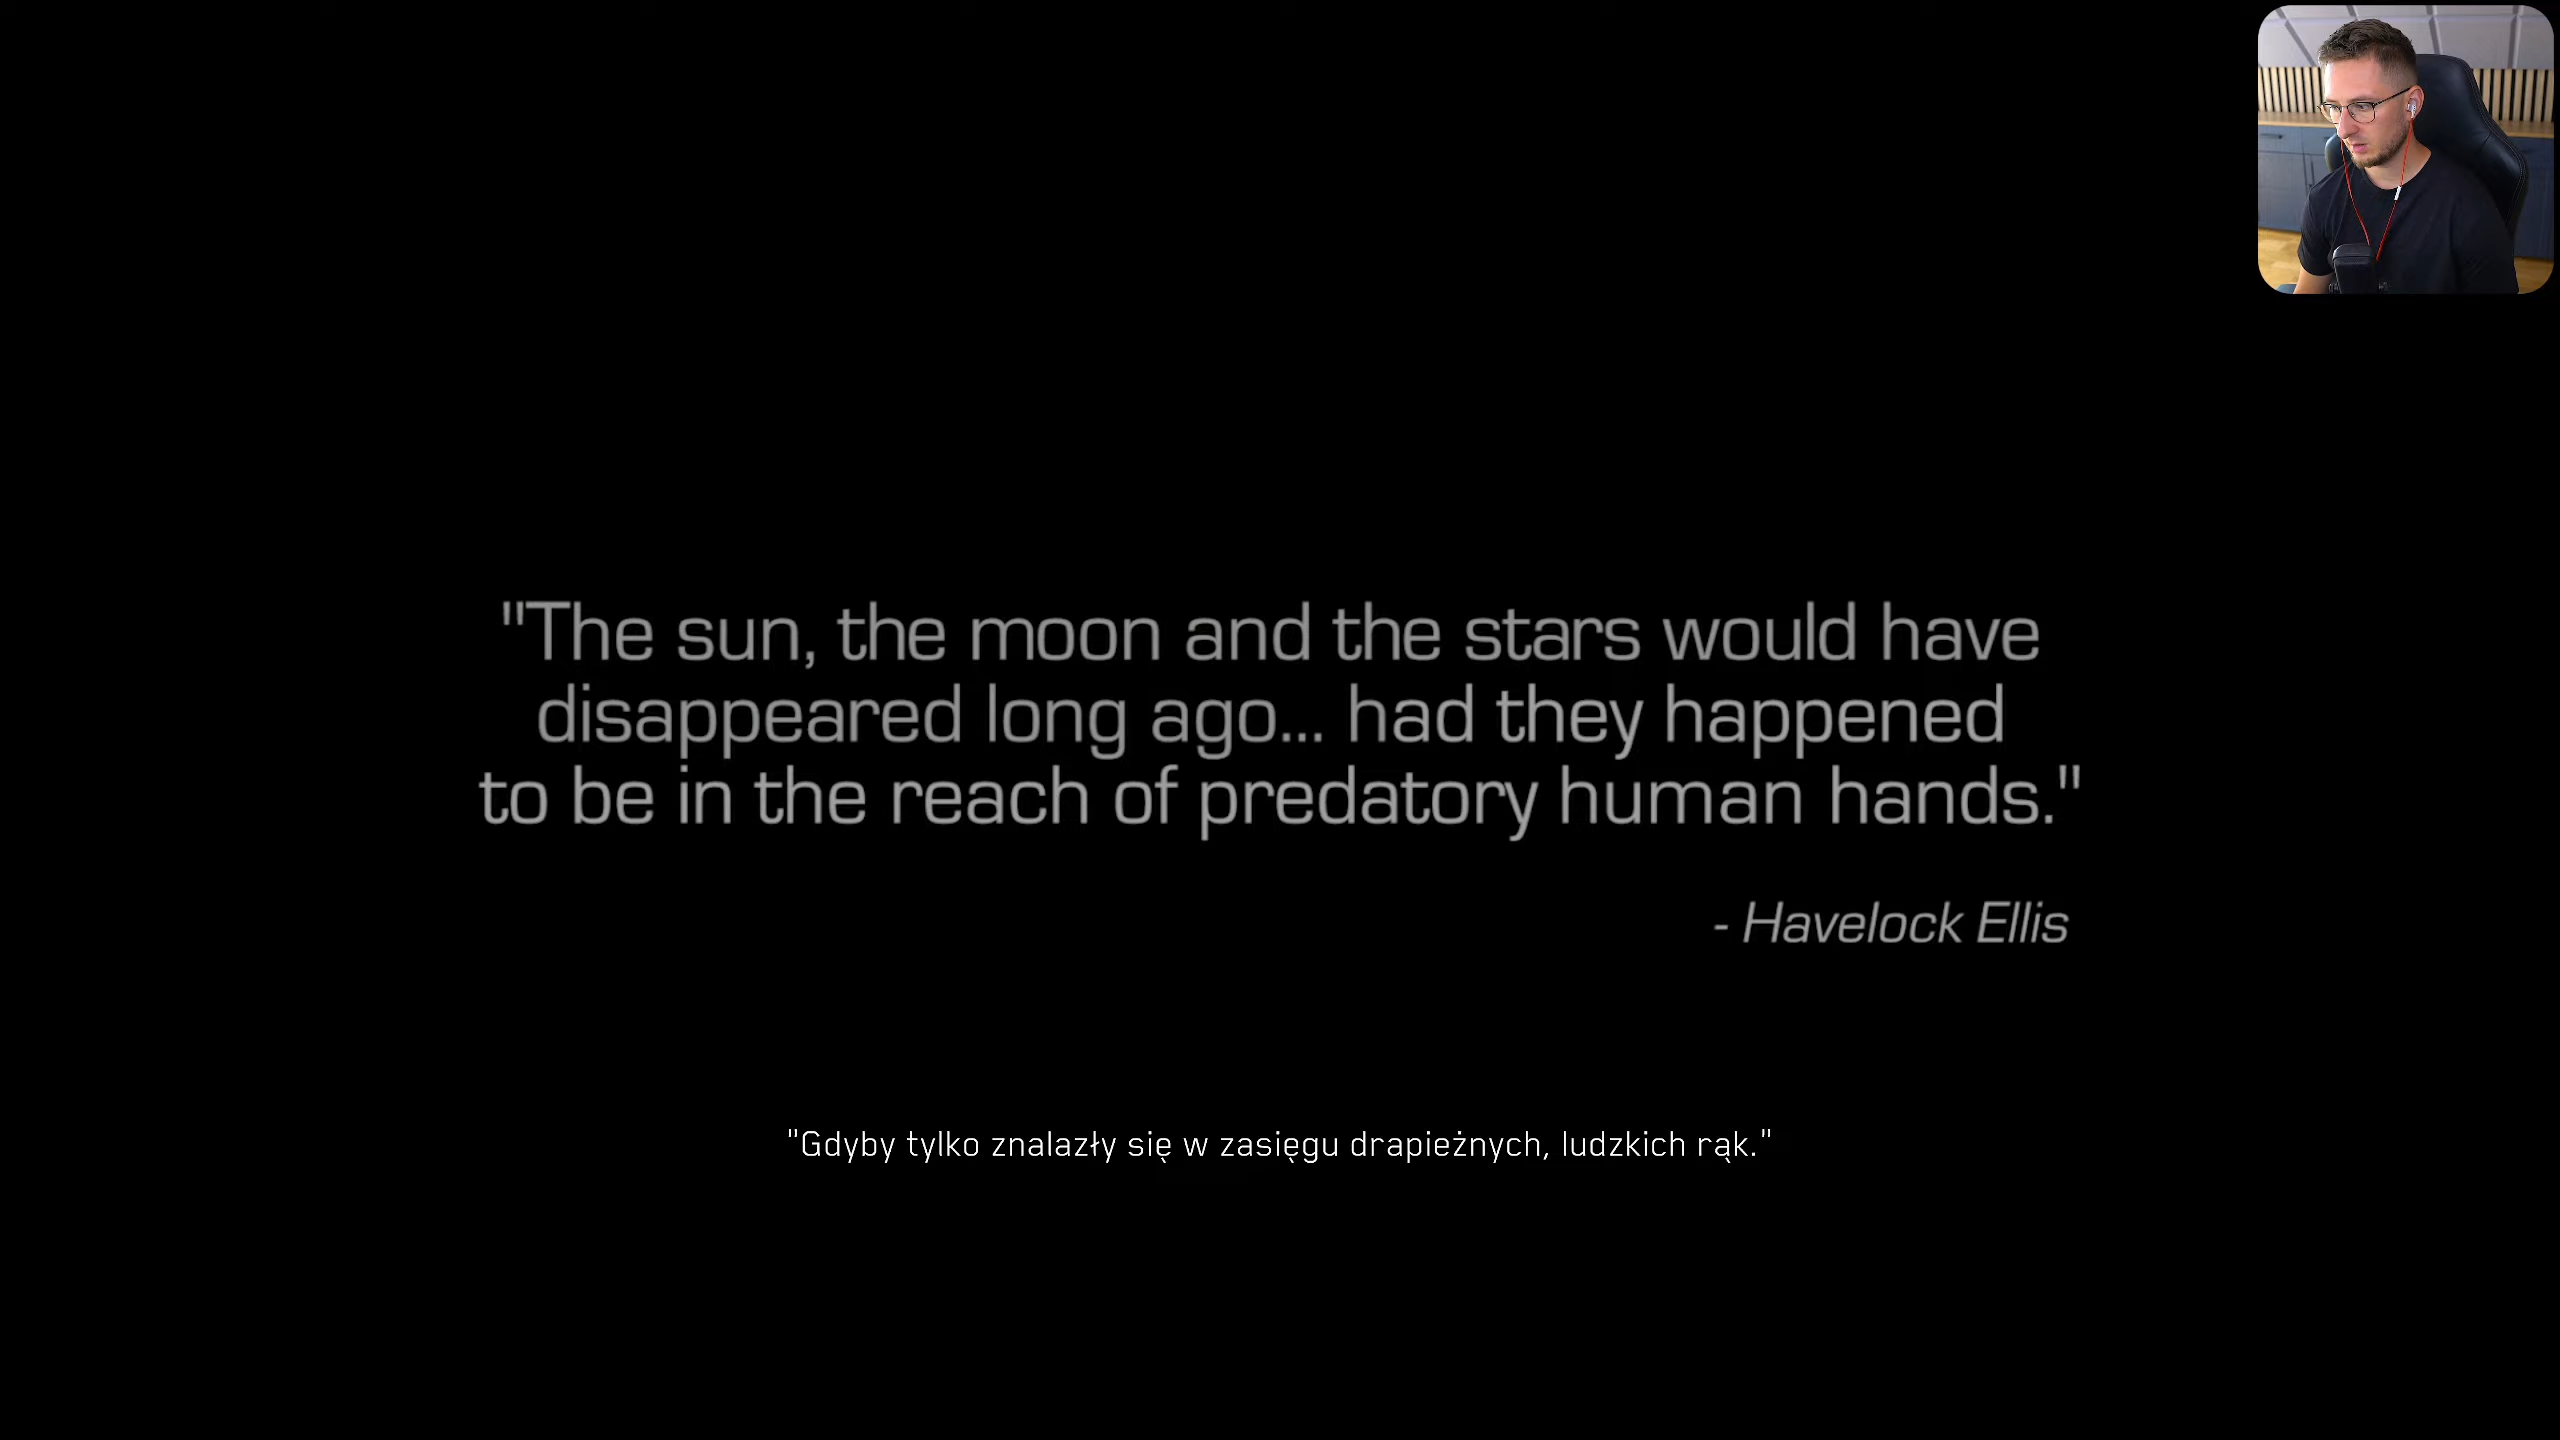 "The sun, the moon and the stars would have
disappeared long ago... had they happened
to be in the reach of predatory human hands."
- Havelock Ellis
"Gdyby tylko znalazły się w zasięgu drapieżnych, ludzkich rąk."